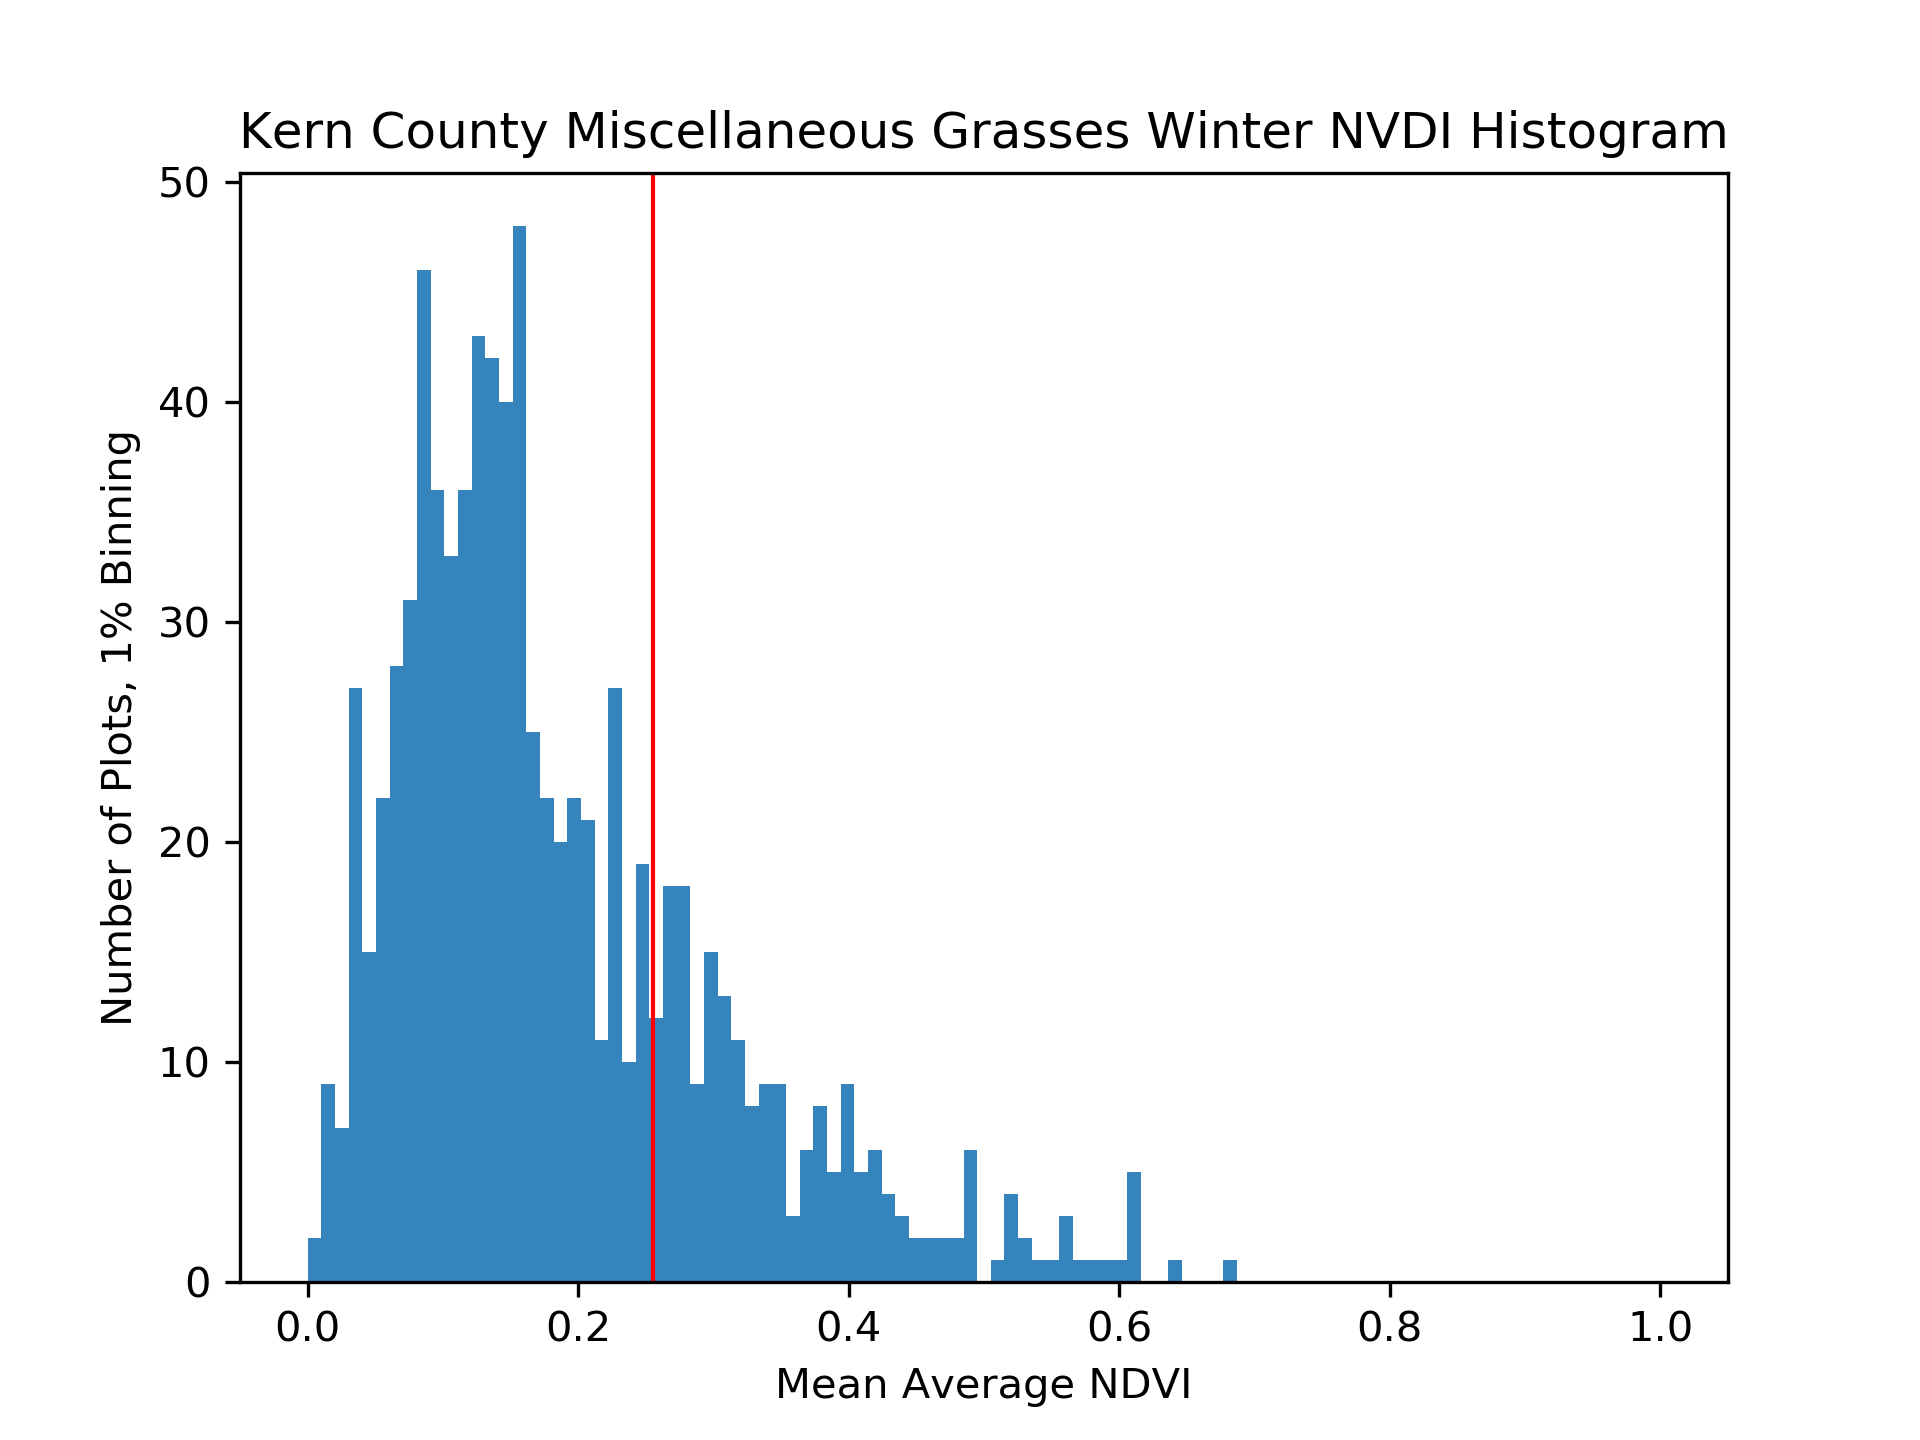 Kern County Miscellaneous Grasses Winter NVDI Histogram
50
40
30
20
10
0
Number of Plots, 1% Binning
0.0 0.2 0.4 0.6 0.8 1.0
Mean Average NDVI